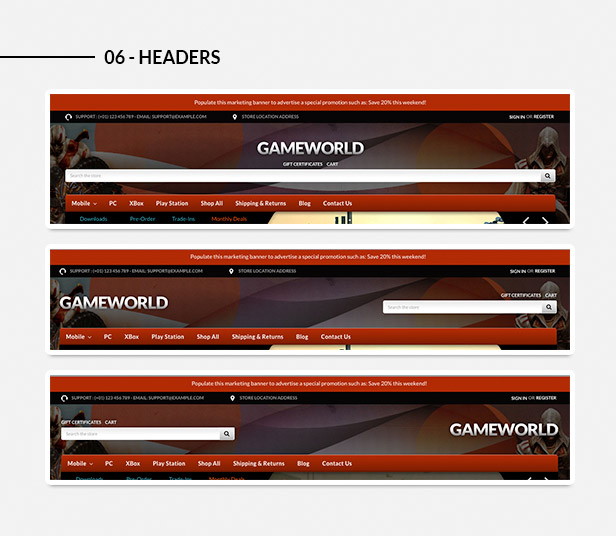 06 - HEADERS
Populate this marketing banner to advertise a special promotion such as: Save 20% this weekend!
SUPPORT : (+01) 123 456 789 - EMAIL: SUPPORT@EXAMPLE.COM STORE LOCATION ADDRESS SIGN IN OR REGISTER
GAMEWORLD
GIFT CERTIFICATES CART
Search the store
Mobile PC XBox Play Station Shop All Shipping & Returns Blog Contact Us
Downloads Pre-Order Trade-Ins Monthly Deals
Populate this marketing banner to advertise a special promotion such as: Save 20% this weekend!
SUPPORT : (+01) 123 456 789 - EMAIL: SUPPORT@EXAMPLE.COM STORE LOCATION ADDRESS SIGN IN OR REGISTER
GIFT CERTIFICATES CART
GAMEWORLD
Search the store
Mobile PC XBox Play Station Shop All Shipping & Returns Blog Contact Us
Populate this marketing banner to advertise a special promotion such as: Save 20% this weekend!
SUPPORT : (+01) 123 456 789 - EMAIL: SUPPORT@EXAMPLE.COM STORE LOCATION ADDRESS SIGN IN OR REGISTER
GIFT CERTIFICATES CART
GAMEWORLD
Search the store
Mobile PC XBox Play Station Shop All Shipping & Returns Blog Contact Us
Downloads Pre-Order Trade-Ins Monthly Deals